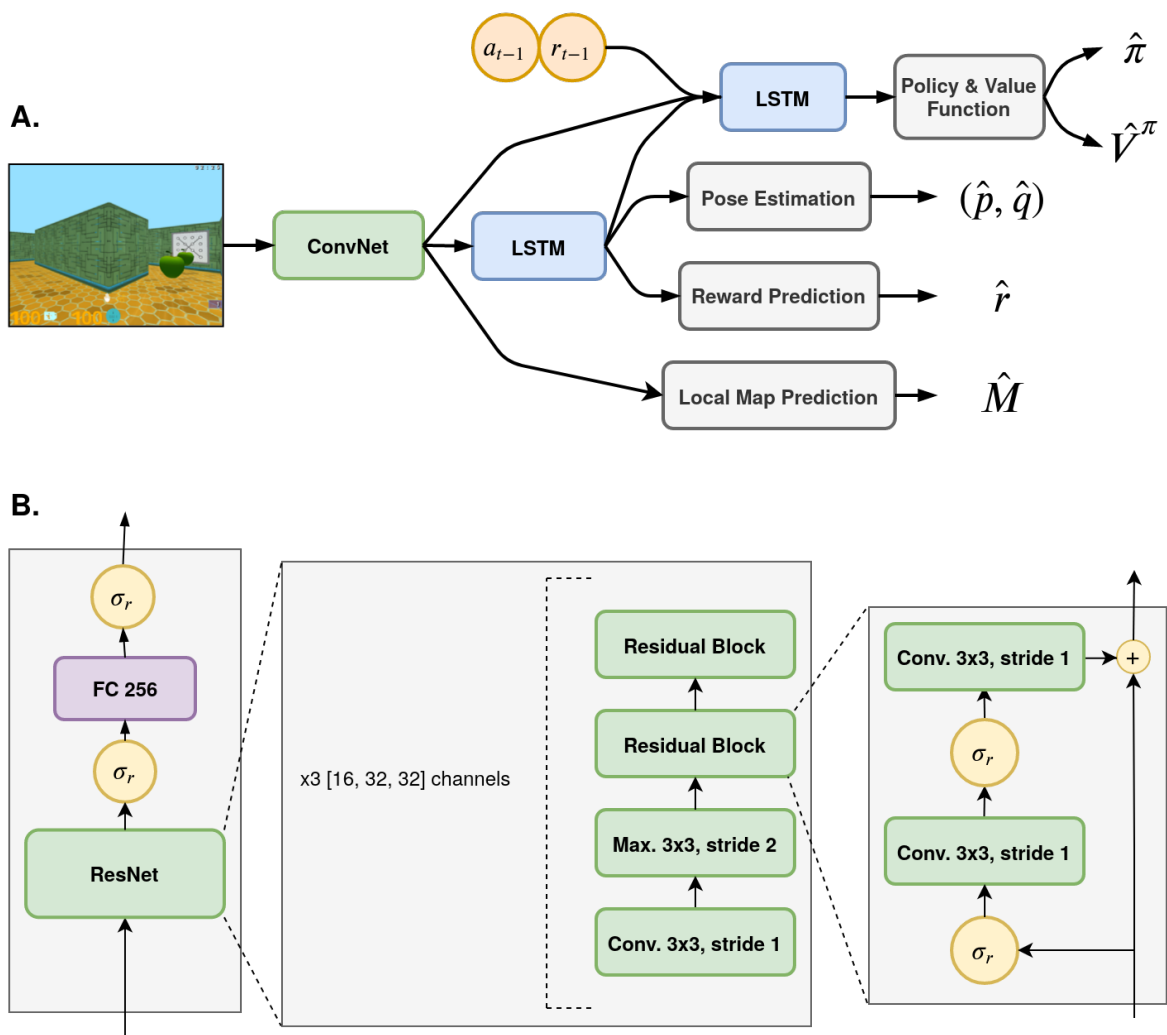 A.
a_{t−1}
r_{t−1}
LSTM
Policy & Value
Function
π̂
V̂^π
ConvNet
LSTM
Pose Estimation
(p̂, q̂)
Reward Prediction
r̂
Local Map Prediction
M̂
100
100
B.
σ_r
FC 256
σ_r
ResNet
x3 [16, 32, 32] channels
Residual Block
Residual Block
Max. 3x3, stride 2
Conv. 3x3, stride 1
Conv. 3x3, stride 1
+
σ_r
Conv. 3x3, stride 1
σ_r